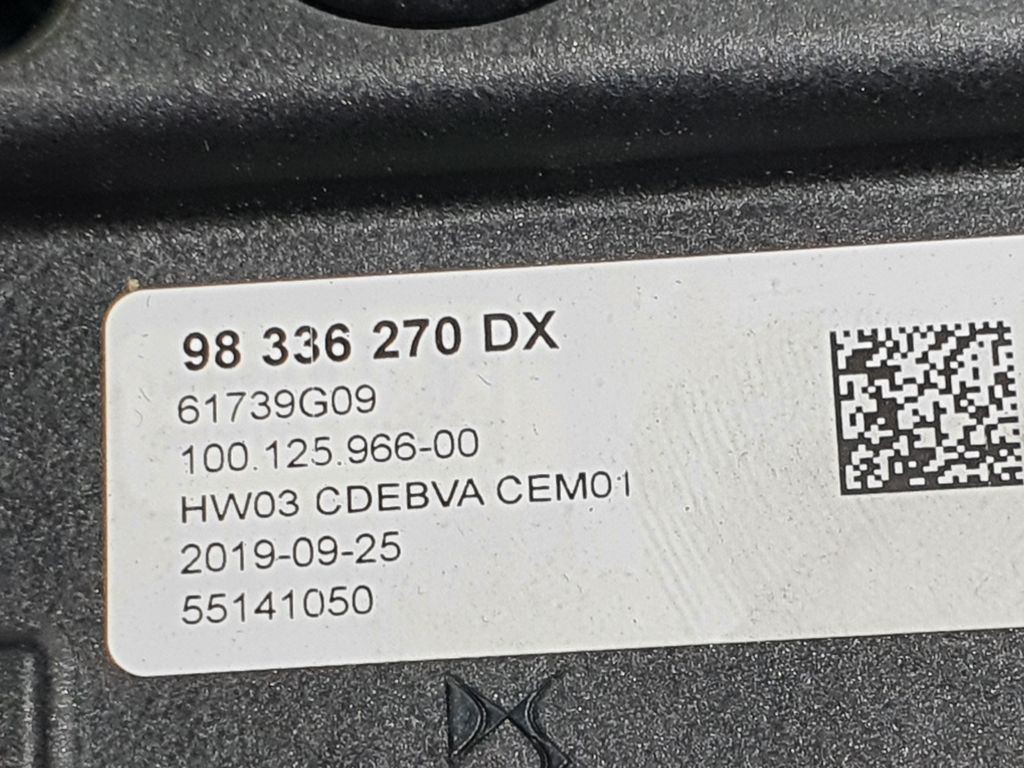 98 336 270 DX
61739G09
100.125.966-00
HW03 CDEBVA CEM01
2019-09-25
55141050